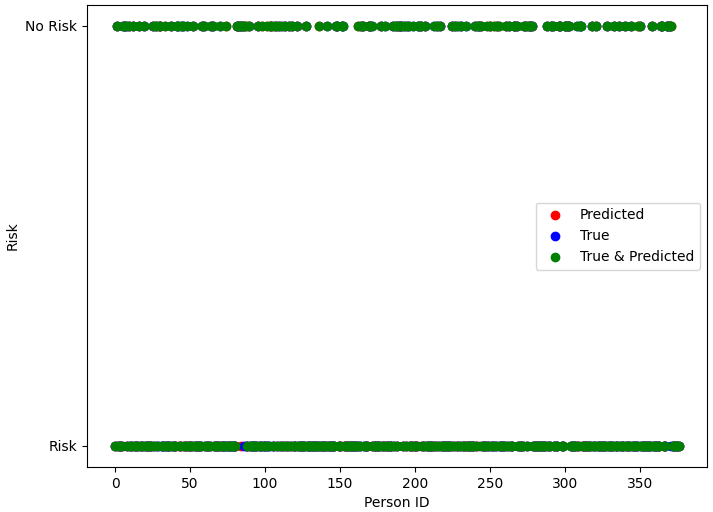 No Risk
Risk
Risk
Predicted
True
True & Predicted
0 50 100 150 200 250 300 350
Person ID